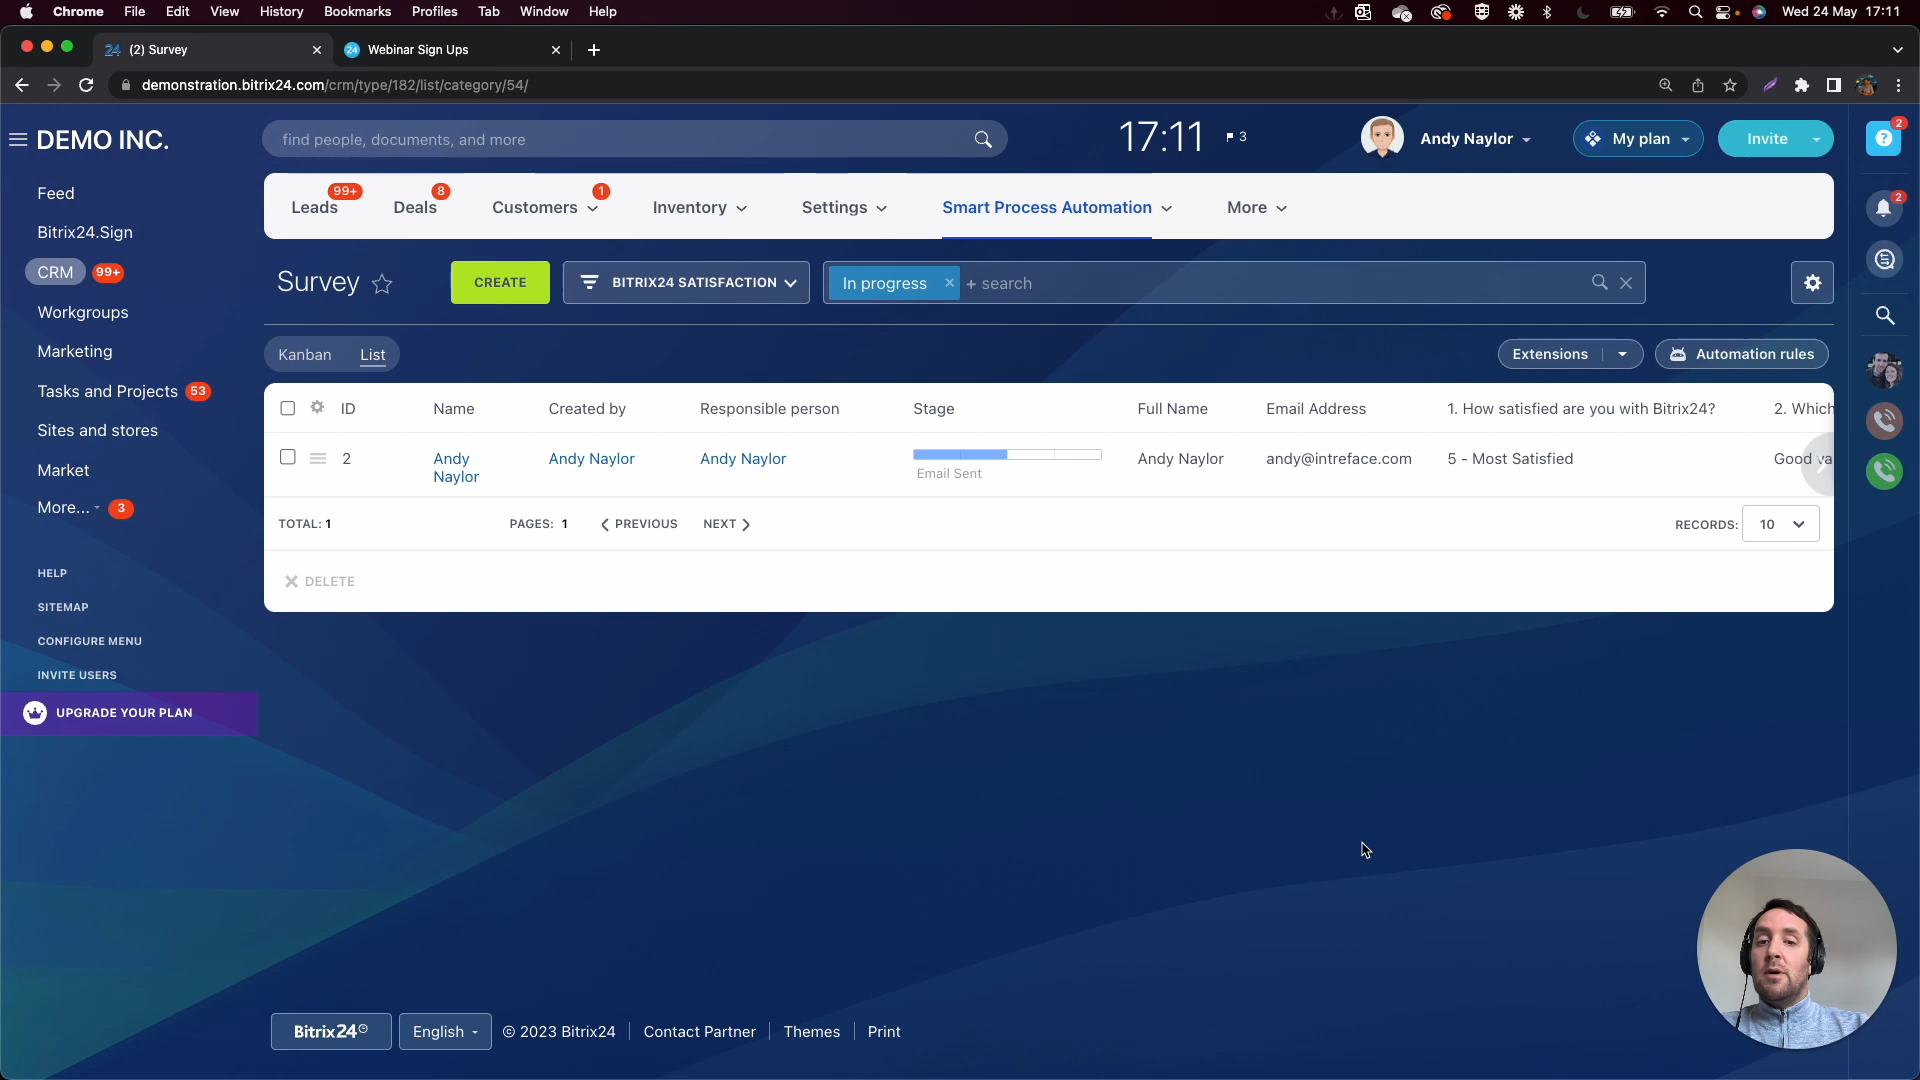 Chrome File Edit View History Bookmarks Profiles Tab Window Help Wed 24 May 17:11
24 (2) Survey 24 Webinar Sign Ups
demonstration.bitrix24.com/crm/type/182/list/category/54/
DEMO INC.
find people, documents, and more
17:11
3
Andy Naylor
My plan
Invite
2
Feed
Bitrix24.Sign
CRM 99+
Workgroups
Marketing
Tasks and Projects 53
Sites and stores
Market
More... 3
HELP
SITEMAP
CONFIGURE MENU
INVITE USERS
UPGRADE YOUR PLAN
Leads 99+
Deals 8
Customers 1
Inventory
Settings
Smart Process Automation
More
2
Survey
CREATE
BITRIX24 SATISFACTION
In progress
+ search
Kanban List
Extensions
Automation rules
ID Name Created by Responsible person Stage Full Name Email Address 1. How satisfied are you with Bitrix24? 2. Which
2 Andy Naylor Andy Naylor Andy Naylor Email Sent Andy Naylor andy@intreface.com 5 - Most Satisfied Good va
TOTAL: 1 PAGES: 1 PREVIOUS NEXT RECORDS: 10
DELETE
Bitrix24 English © 2023 Bitrix24 Contact Partner Themes Print